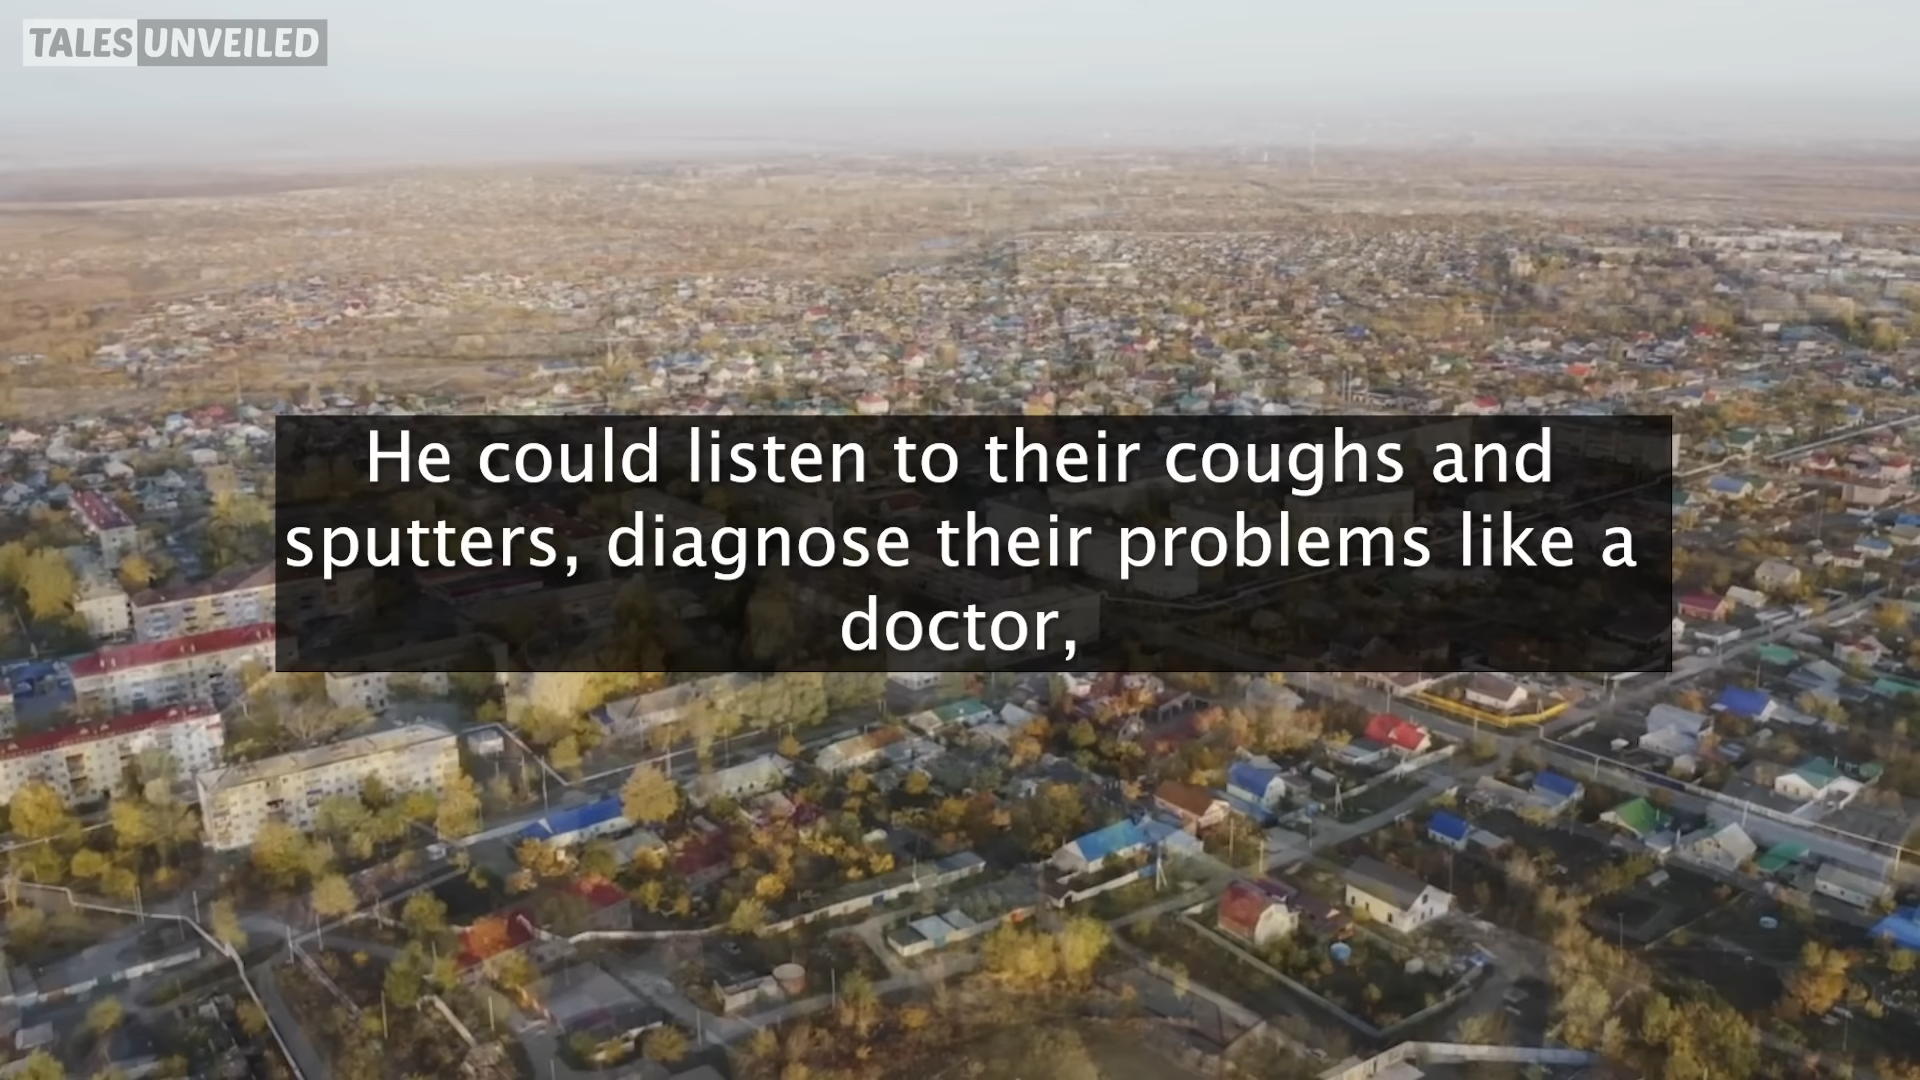 TALES UNVEILED
He could listen to their coughs and
sputters, diagnose their problems like a
doctor,